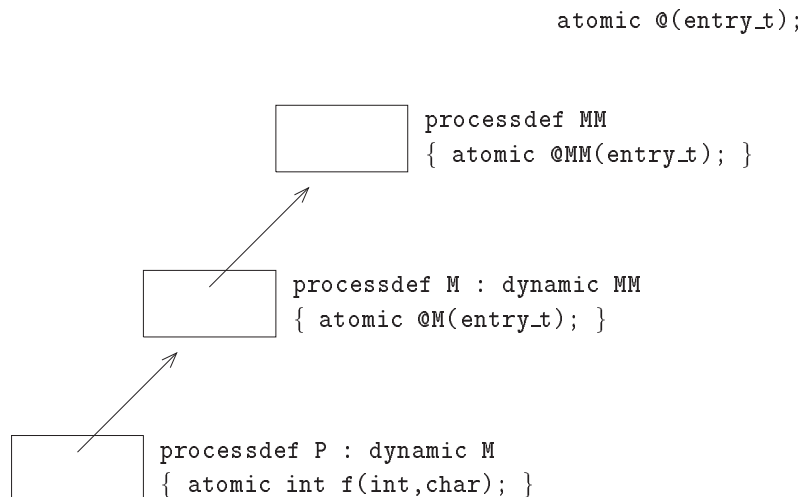 atomic @(entry_t);
processdef MM
{ atomic @MM(entry_t); }
processdef M : dynamic MM
{ atomic @M(entry_t); }
processdef P : dynamic M
{ atomic int f(int,char); }